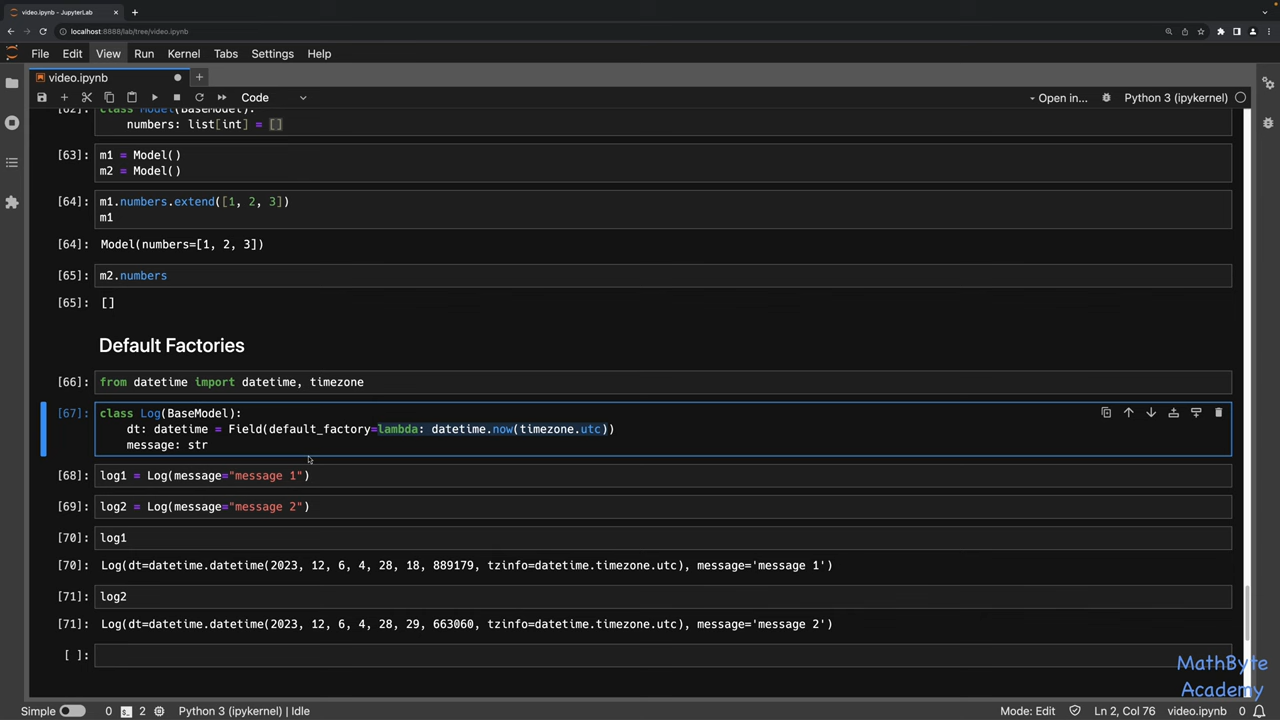 video.ipynb - JupyterLab
localhost:8888/lab/tree/video.ipynb
File Edit View Run Kernel Tabs Settings Help
video.ipynb
Code
Open in...
Python 3 (ipykernel)
[62]: class Model(BaseModel):
numbers: list[int] = []
[63]: m1 = Model()
m2 = Model()
[64]: m1.numbers.extend([1, 2, 3])
m1
[64]: Model(numbers=[1, 2, 3])
[65]: m2.numbers
[65]: []
Default Factories
[66]: from datetime import datetime, timezone
[67]: class Log(BaseModel):
dt: datetime = Field(default_factory=lambda: datetime.now(timezone.utc))
message: str
[68]: log1 = Log(message="message 1")
[69]: log2 = Log(message="message 2")
[70]: log1
[70]: Log(dt=datetime.datetime(2023, 12, 6, 4, 28, 18, 889179, tzinfo=datetime.timezone.utc), message='message 1')
[71]: log2
[71]: Log(dt=datetime.datetime(2023, 12, 6, 4, 28, 29, 663060, tzinfo=datetime.timezone.utc), message='message 2')
[ ]:
MathByte
Academy
Simple 0 2 Python 3 (ipykernel) | Idle Mode: Edit Ln 2, Col 76 video.ipynb 0